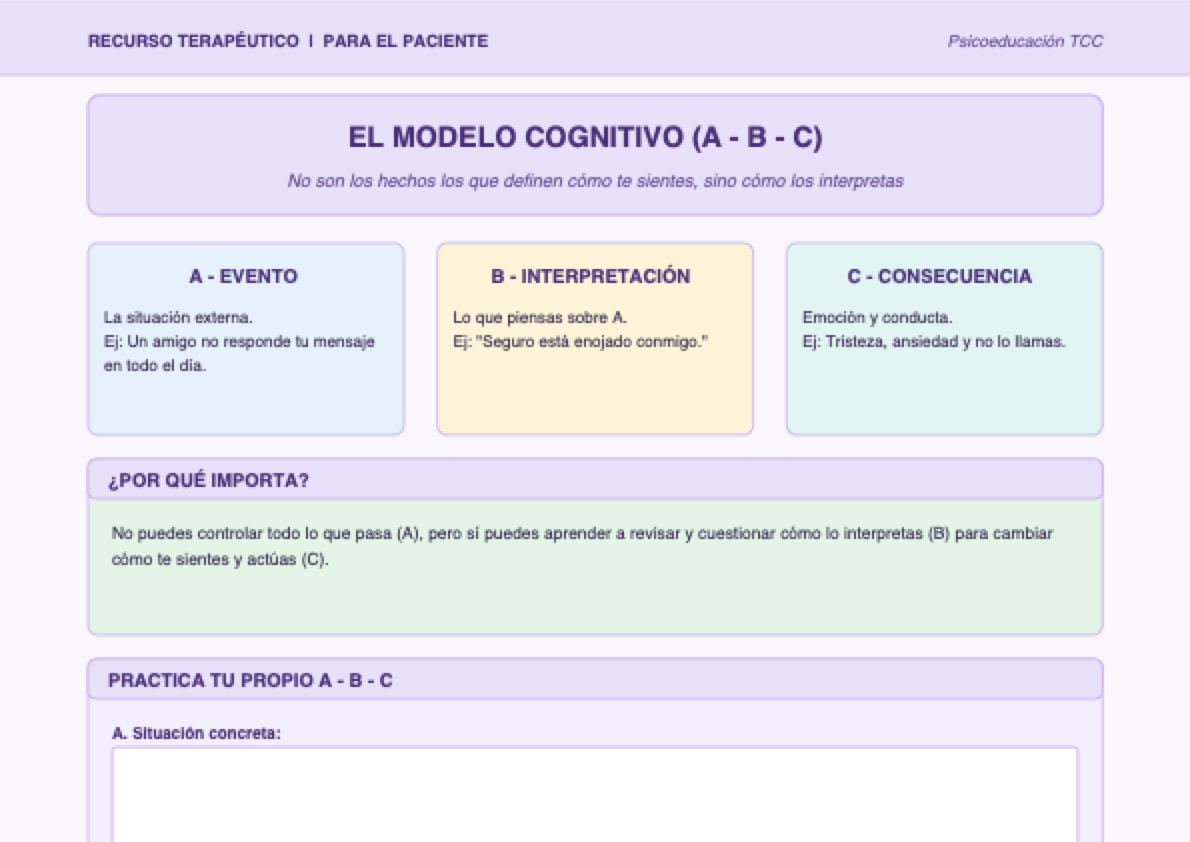 RECURSO TERAPÉUTICO | PARA EL PACIENTE
Psicoeducación TCC
EL MODELO COGNITIVO (A - B - C)
No son los hechos los que definen cómo te sientes, sino cómo los interpretas
A - EVENTO
La situación externa.
Ej: Un amigo no responde tu mensaje
en todo el día.
B - INTERPRETACIÓN
Lo que piensas sobre A.
Ej: "Seguro está enojado conmigo."
C - CONSECUENCIA
Emoción y conducta.
Ej: Tristeza, ansiedad y no lo llamas.
¿POR QUÉ IMPORTA?
No puedes controlar todo lo que pasa (A), pero sí puedes aprender a revisar y cuestionar cómo lo interpretas (B) para cambiar
cómo te sientes y actúas (C).
PRACTICA TU PROPIO A - B - C
A. Situación concreta: